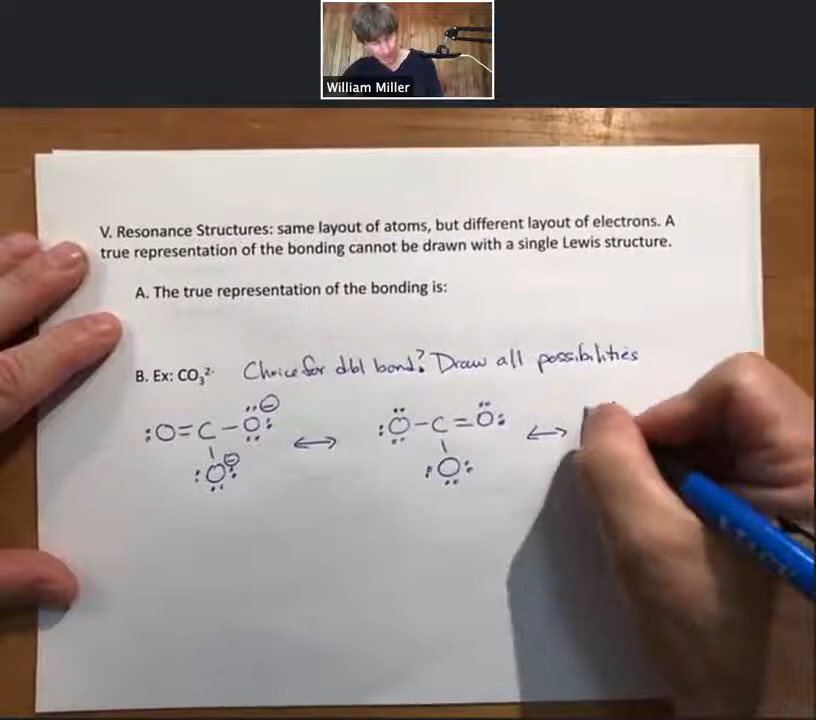 William Miller
V. Resonance Structures: same layout of atoms, but different layout of electrons. A
true representation of the bonding cannot be drawn with a single Lewis structure.
A. The true representation of the bonding is:
B. Ex: CO₃²⁻ Choice for dbl bond? Draw all possibilities
:O=C–Ö:⊖ ↔ :Ö–C=Ö: ↔
:O:⊖ :O: